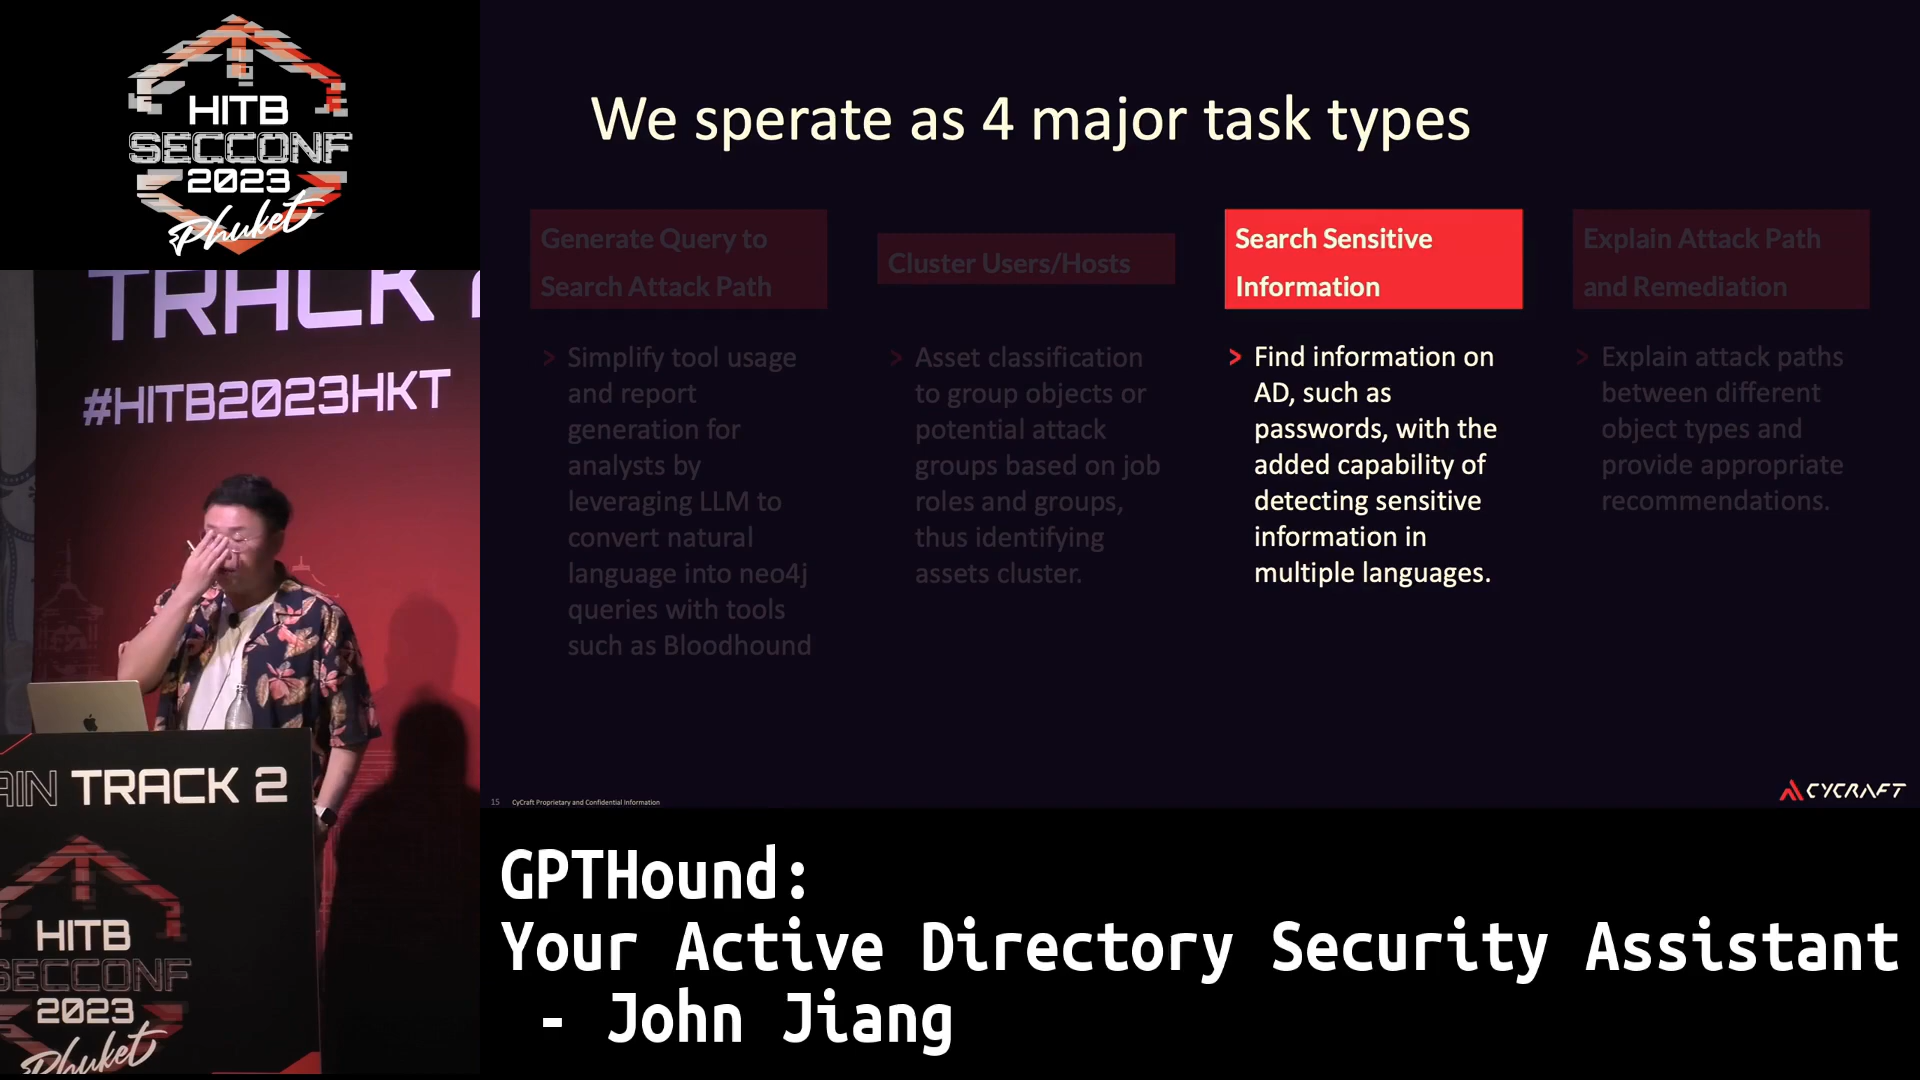 HITB
SECCONF
2023
Phuket
TRACK 2
#HITB2023HKT
AIN TRACK 2
HITB
SECCONF
2023
Phuket
We sperate as 4 major task types
Generate Query to
Search Attack Path
> Simplify tool usage
and report
generation for
analysts by
leveraging LLM to
convert natural
language into neo4j
queries with tools
such as Bloodhound
Cluster Users/Hosts
> Asset classification
to group objects or
potential attack
groups based on job
roles and groups,
thus identifying
assets cluster.
Search Sensitive
Information
> Find information on
AD, such as
passwords, with the
added capability of
detecting sensitive
information in
multiple languages.
Explain Attack Path
and Remediation
> Explain attack paths
between different
object types and
provide appropriate
recommendations.
15 CyCraft Proprietary and Confidential Information
CYCRAFT
GPTHound:
Your Active Directory Security Assistant
- John Jiang